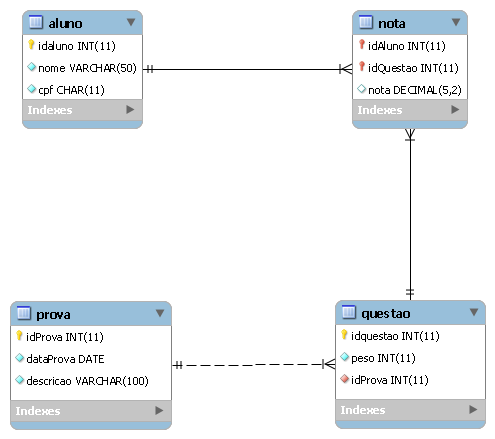 aluno
idaluno INT(11)
nome VARCHAR(50)
cpf CHAR(11)
Indexes
nota
idAluno INT(11)
idQuestao INT(11)
nota DECIMAL(5,2)
Indexes
prova
idProva INT(11)
dataProva DATE
descricao VARCHAR(100)
Indexes
questao
idquestao INT(11)
peso INT(11)
idProva INT(11)
Indexes